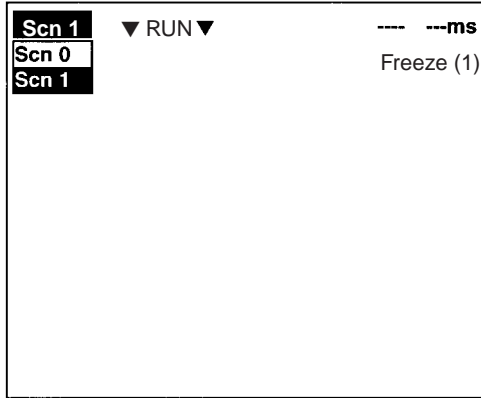 Scn 1 ▼ RUN ▼ ---- ---ms
Scn 0 Freeze (1)
Scn 1